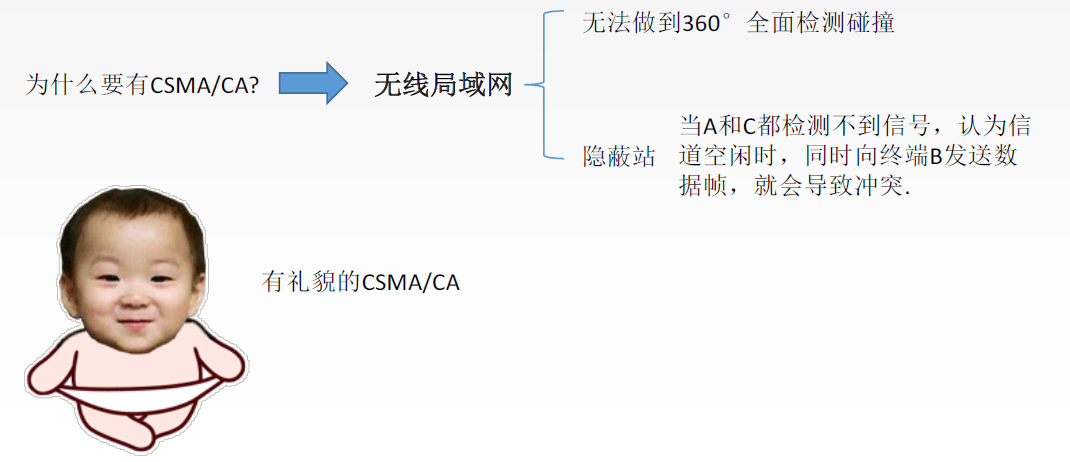 无法做到360°全面检测碰撞
为什么要有CSMA/CA?
无线局域网
当A和C都检测不到信号，认为信
道空闲时，同时向终端B发送数
据帧，就会导致冲突.
隐蔽站
有礼貌的CSMA/CA